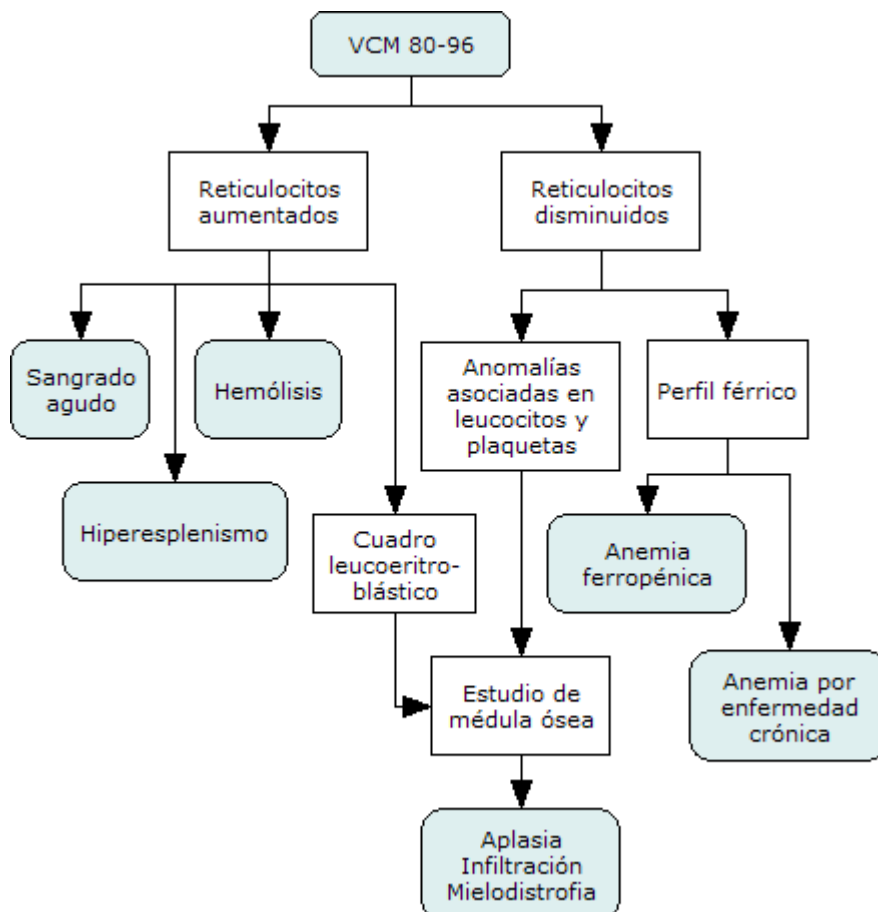 VCM 80-96
Reticulocitos
aumentados
Reticulocitos
disminuidos
Sangrado
agudo
Hemólisis
Anomalías
asociadas en
leucocitos y
plaquetas
Perfil férrico
Hiperesplenismo
Cuadro
leucoeritro-
blástico
Anemia
ferropénica
Estudio de
médula ósea
Anemia por
enfermedad
crónica
Aplasia
Infiltración
Mielodistrofia